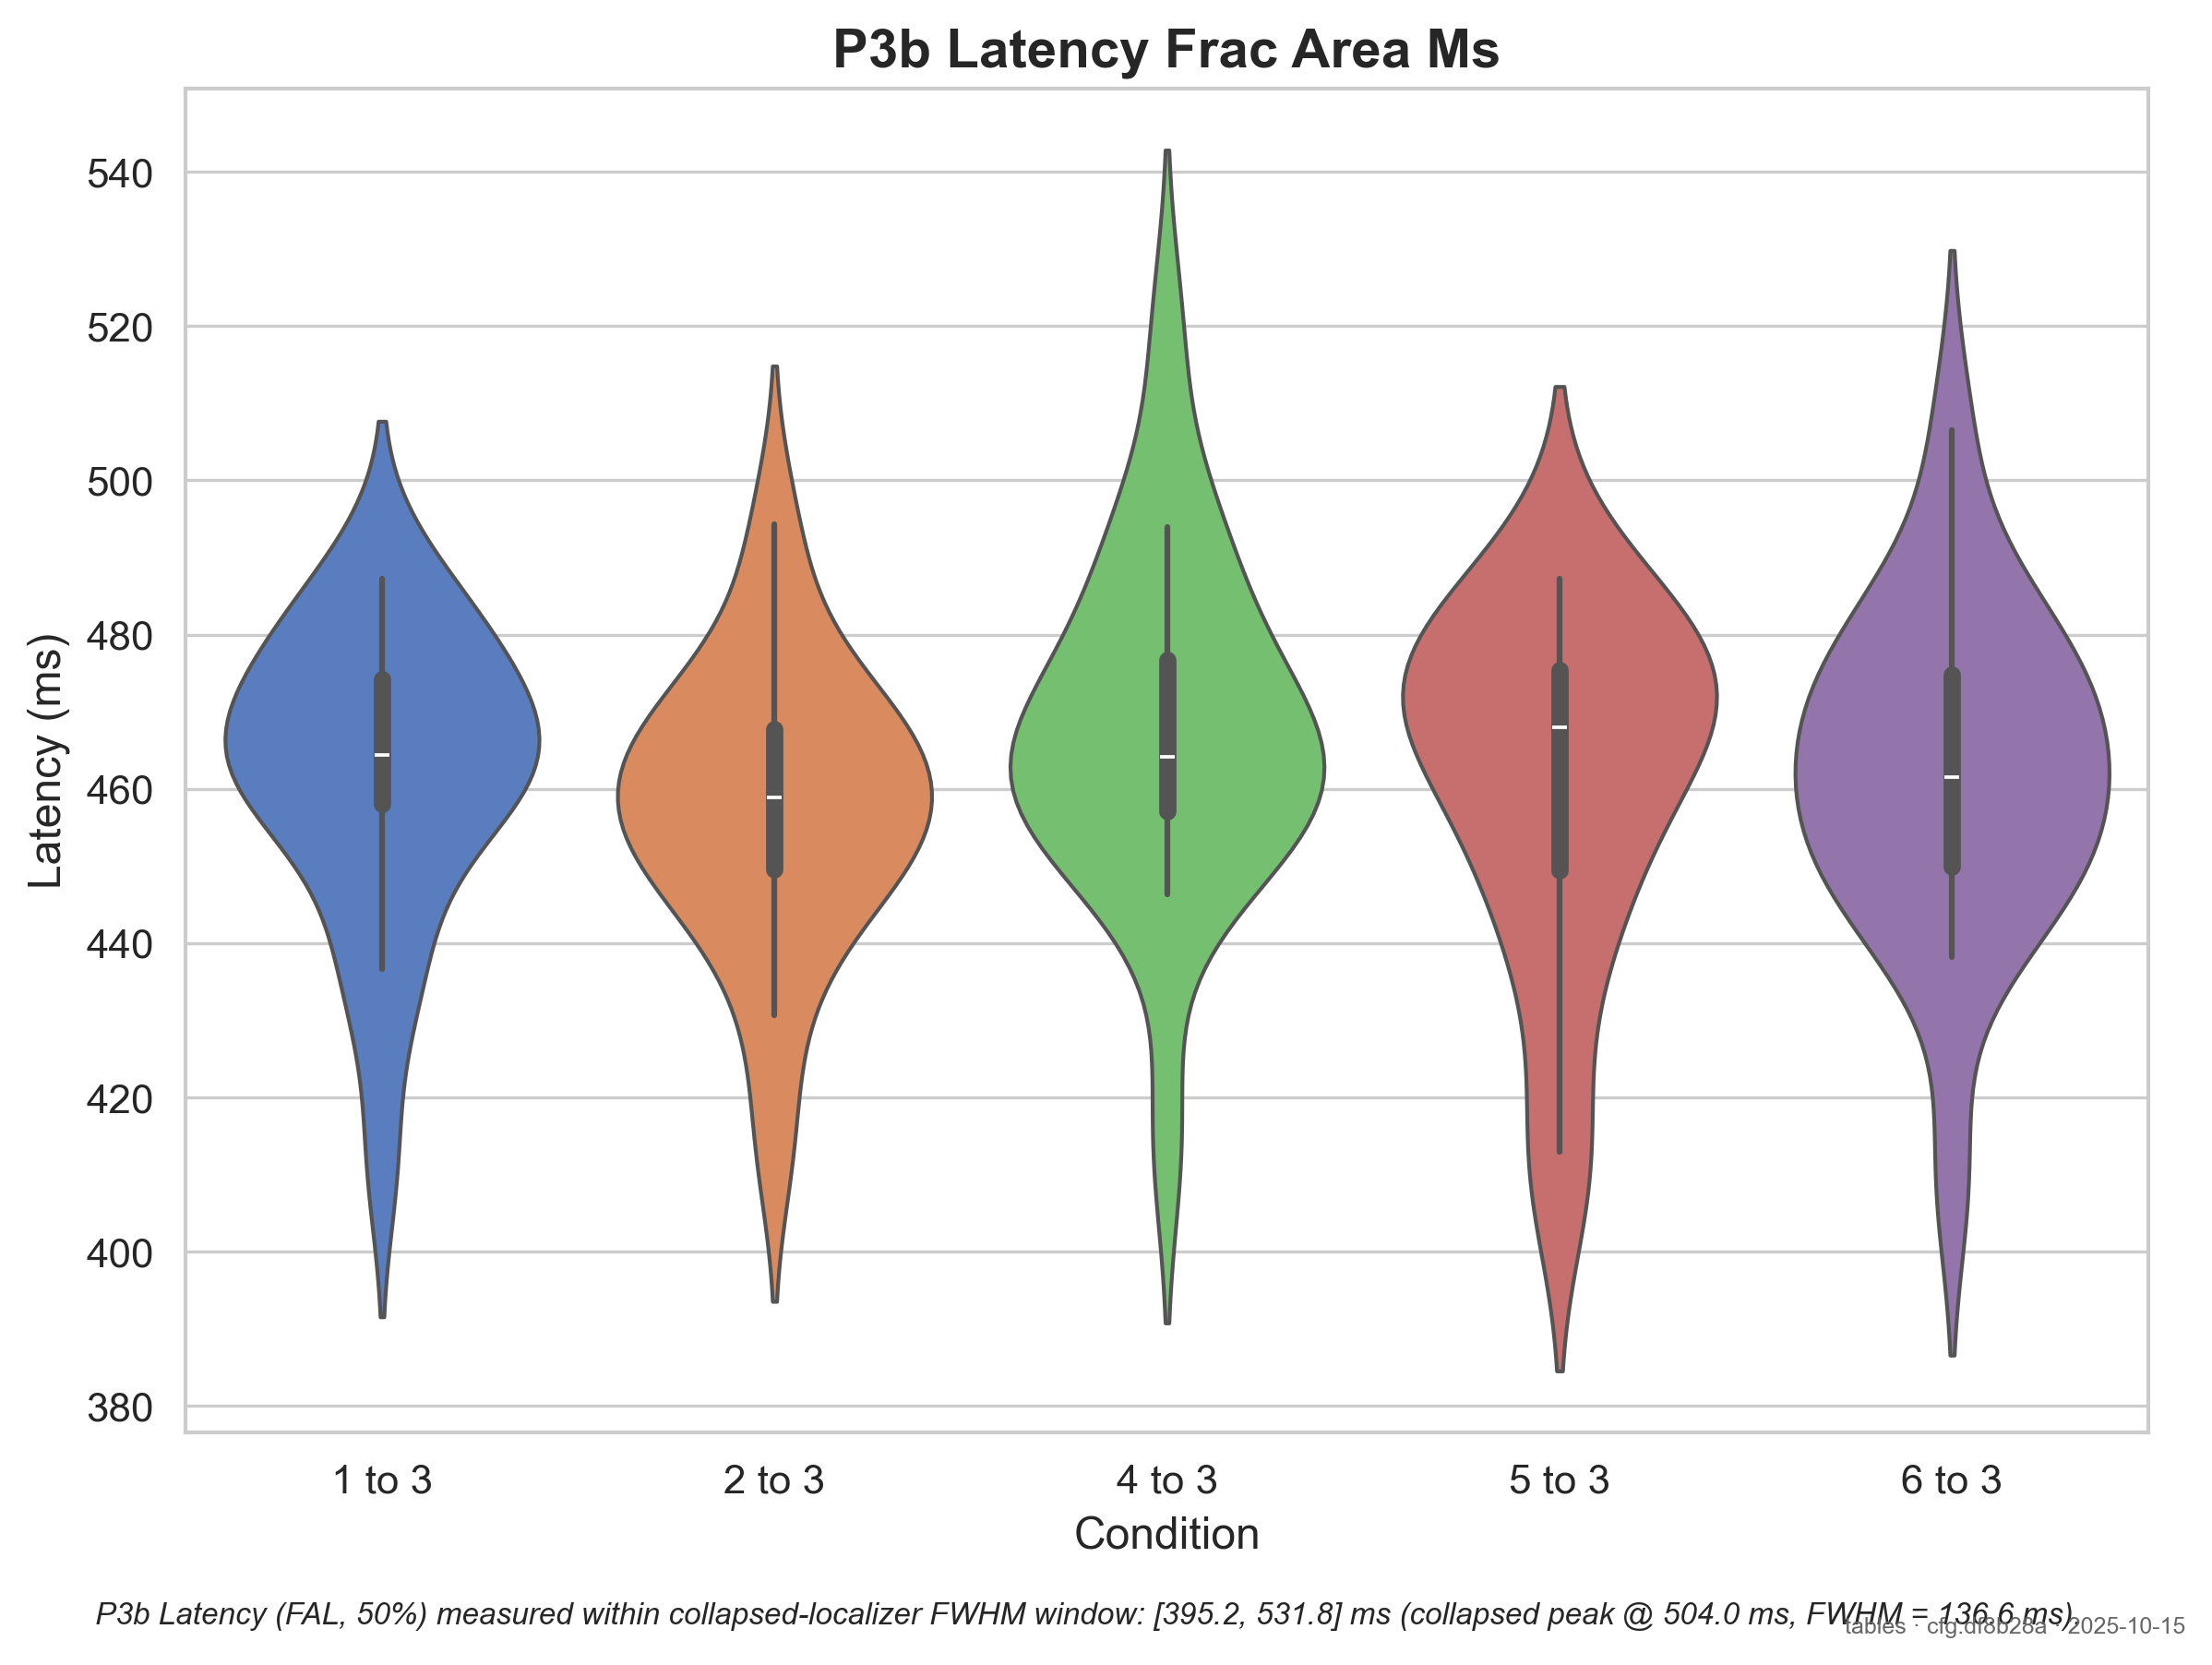 P3b Latency Frac Area Ms
Latency (ms)
540
520
500
480
460
440
420
400
380
1 to 3
2 to 3
4 to 3
5 to 3
6 to 3
Condition
P3b Latency (FAL, 50%) measured within collapsed-localizer FWHM window: [395.2, 531.8] ms (collapsed peak @ 504.0 ms, FWHM = 136.6 ms).
tables · cfg:df8b28a · 2025-10-15